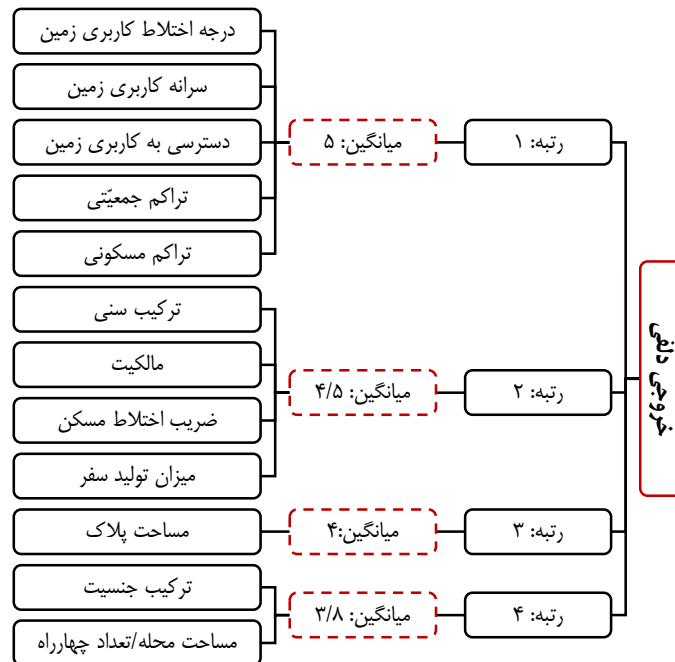 خروجی دلفی
رتبه: ۱
میانگین: ۵
درجه اختلاط کاربری زمین
سرانه کاربری زمین
دسترسی به کاربری زمین
تراکم جمعیّتی
تراکم مسکونی
رتبه: ۲
میانگین: ۴/۵
ترکیب سنی
مالکیت
ضریب اختلاط مسکن
میزان تولید سفر
رتبه: ۳
میانگین:۴
مساحت پلاک
رتبه: ۴
میانگین: ۳/۸
ترکیب جنسیت
مساحت محله/تعداد چهارراه